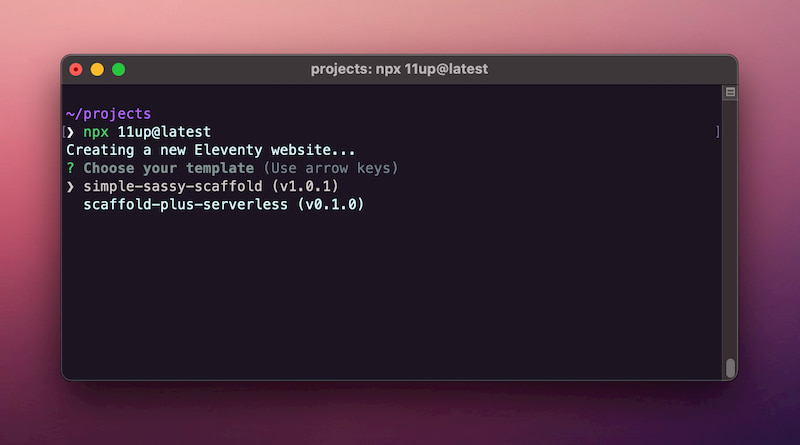 projects: npx 11up@latest
~/projects
[❯ npx 11up@latest ]
Creating a new Eleventy website...
? Choose your template (Use arrow keys)
❯ simple-sassy-scaffold (v1.0.1)
scaffold-plus-serverless (v0.1.0)